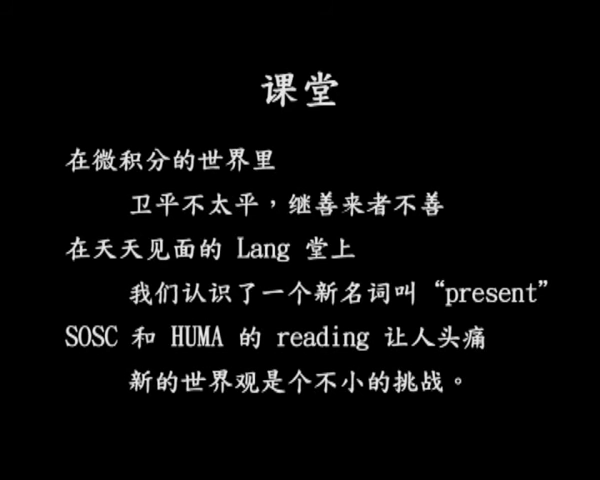 课堂
在微积分的世界里
卫平不太平，继善来者不善
在天天见面的 Lang 堂上
我们认识了一个新名词叫“present”
SOSC 和 HUMA 的 reading 让人头痛
新的世界观是个不小的挑战。